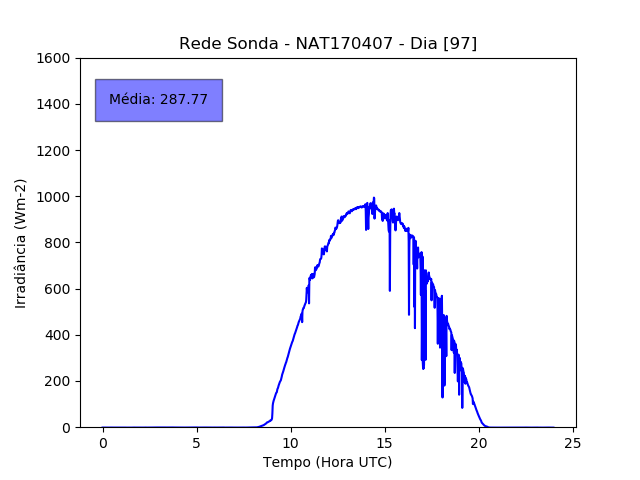 Rede Sonda - NAT170407 - Dia [97]
Média: 287.77
Irradiância (Wm-2)
1600
1400
1200
1000
800
600
400
200
0
0 5 10 15 20 25
Tempo (Hora UTC)